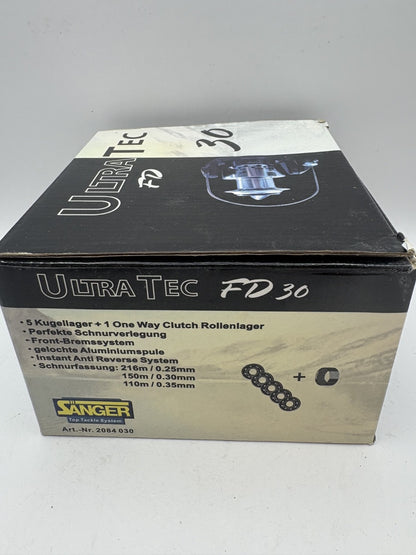 ULTRA TEC
FD 30
ULTRA TEC FD 30
• 5 Kugellager + 1 One Way Clutch Rollenlager
• Perfekte Schnurverlegung
• Front-Bremssystem
• gelochte Aluminiumspule
• Instant Anti Reverse System
• Schnurfassung: 216m / 0.25mm
150m / 0.30mm
110m / 0.35mm
+
SÄNGER
Top Tackle System
Art.-Nr. 2084 030